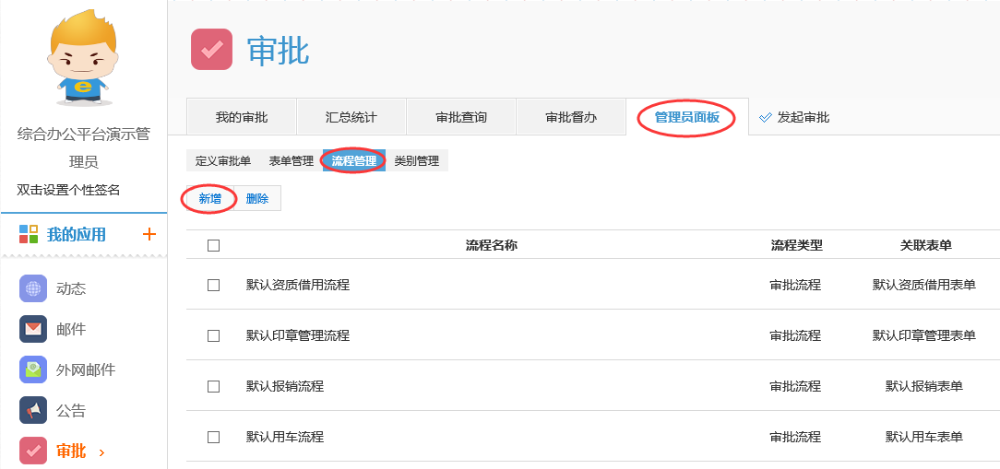 综合办公平台演示管
理员
双击设置个性签名
我的应用 +
动态
邮件
外网邮件
公告
审批 ›
审批
我的审批 汇总统计 审批查询 审批督办 管理员面板 发起审批
定义审批单 表单管理 流程管理 类别管理
新增 删除
流程名称 流程类型 关联表单
默认资质借用流程 审批流程 默认资质借用表单
默认印章管理流程 审批流程 默认印章管理表单
默认报销流程 审批流程 默认报销表单
默认用车流程 审批流程 默认用车表单